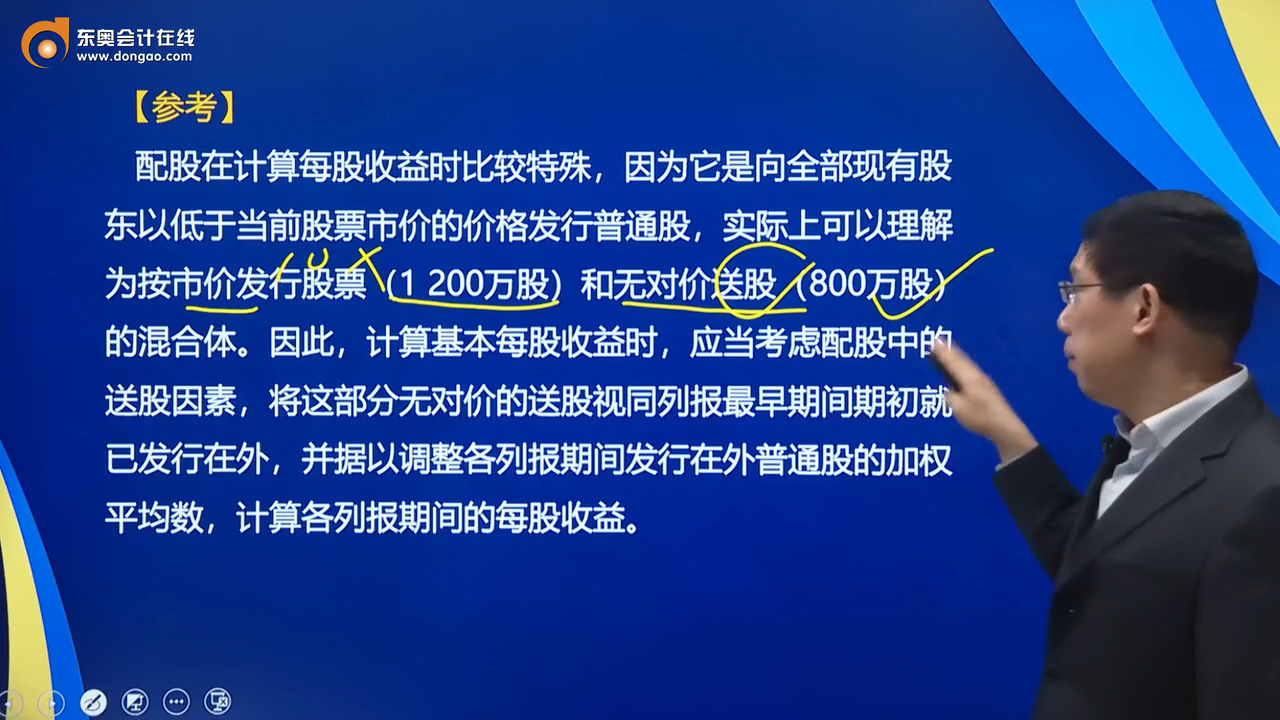 东奥会计在线
www.dongao.com
【参考】
配股在计算每股收益时比较特殊，因为它是向全部现有股
东以低于当前股票市价的价格发行普通股，实际上可以理解
为按市价发行股票（1 200万股）和无对价送股（800万股）
的混合体。因此，计算基本每股收益时，应当考虑配股中的
送股因素，将这部分无对价的送股视同列报最早期间期初就
已发行在外，并据以调整各列报期间发行在外普通股的加权
平均数，计算各列报期间的每股收益。